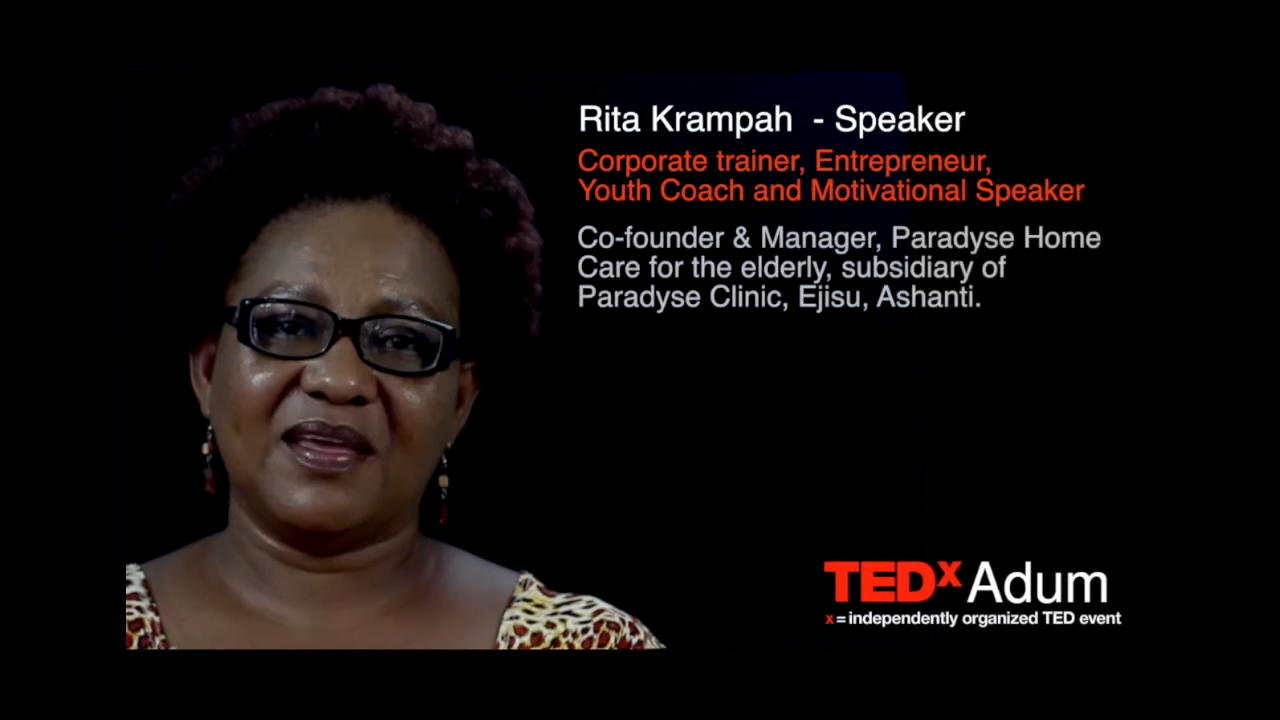 Rita Krampah - Speaker
Corporate trainer, Entrepreneur,
Youth Coach and Motivational Speaker
Co-founder & Manager, Paradyse Home
Care for the elderly, subsidiary of
Paradyse Clinic, Ejisu, Ashanti.
TEDx Adum
x = independently organized TED event